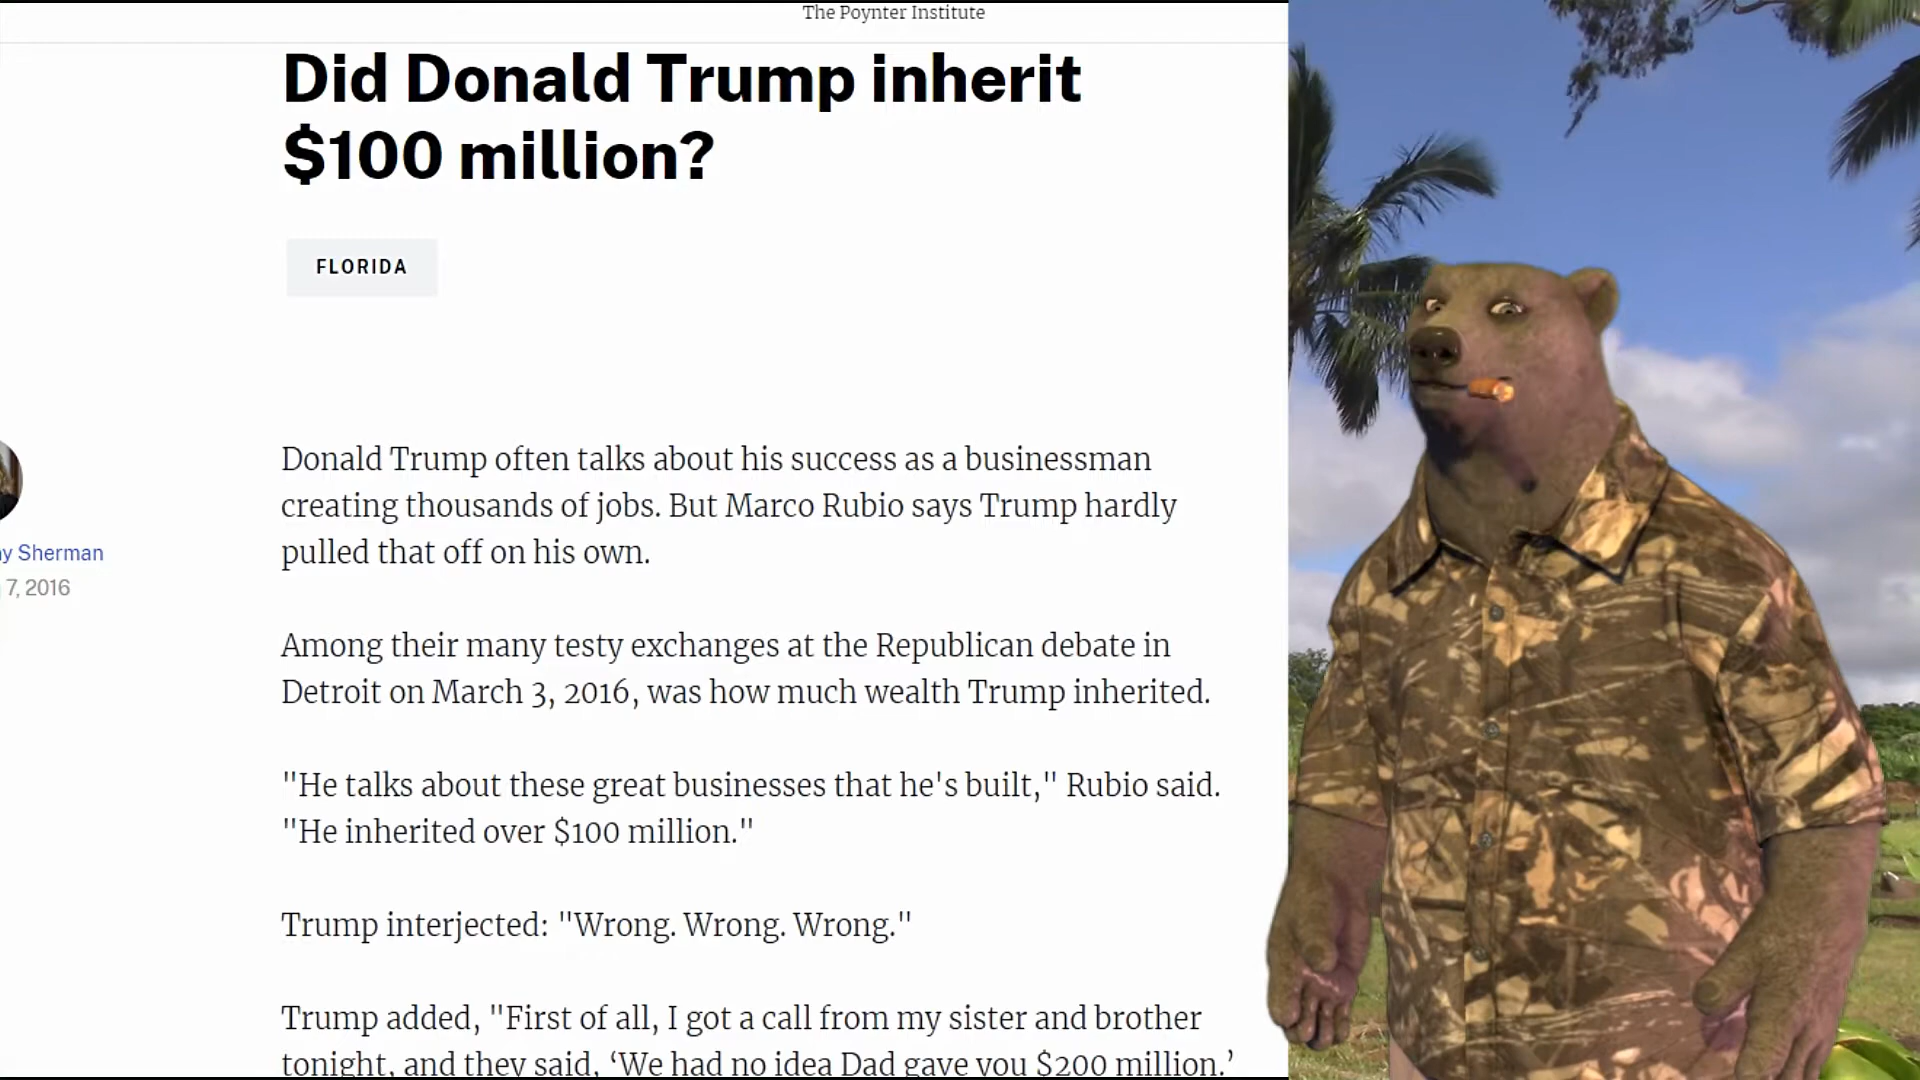 The Poynter Institute
Did Donald Trump inherit
$100 million?
FLORIDA
Donald Trump often talks about his success as a businessman
creating thousands of jobs. But Marco Rubio says Trump hardly
pulled that off on his own.
Sherman
7, 2016
Among their many testy exchanges at the Republican debate in
Detroit on March 3, 2016, was how much wealth Trump inherited.
"He talks about these great businesses that he's built," Rubio said.
"He inherited over $100 million."
Trump interjected: "Wrong. Wrong. Wrong."
Trump added, "First of all, I got a call from my sister and brother
tonight, and they said, ‘We had no idea Dad gave you $200 million.’